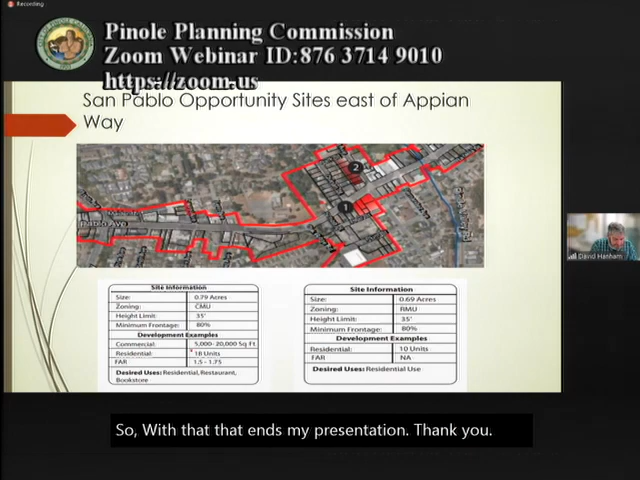 Recording
Pinole Planning Commission
Zoom Webinar ID:876 3714 9010
https://zoom.us
San Pablo Opportunity Sites east of Appian
Way
2
1
Pablo Ave
Site Information
Size: 0.79 Acres
Zoning: CMU
Height Limit: 35'
Minimum Frontage: 80%
Development Examples
Commercial: 5,000- 20,000 Sq Ft
Residential: 18 Units
FAR 1.5 - 1.75
Desired Uses: Residential, Restaurant,
Bookstore
Site Information
Size: 0.69 Acres
Zoning: RMU
Height Limit: 35'
Minimum Frontage: 80%
Development Examples
Residential: 10 Units
FAR NA
Desired Uses: Residential Use
David Hanham
So, With that that ends my presentation. Thank you.